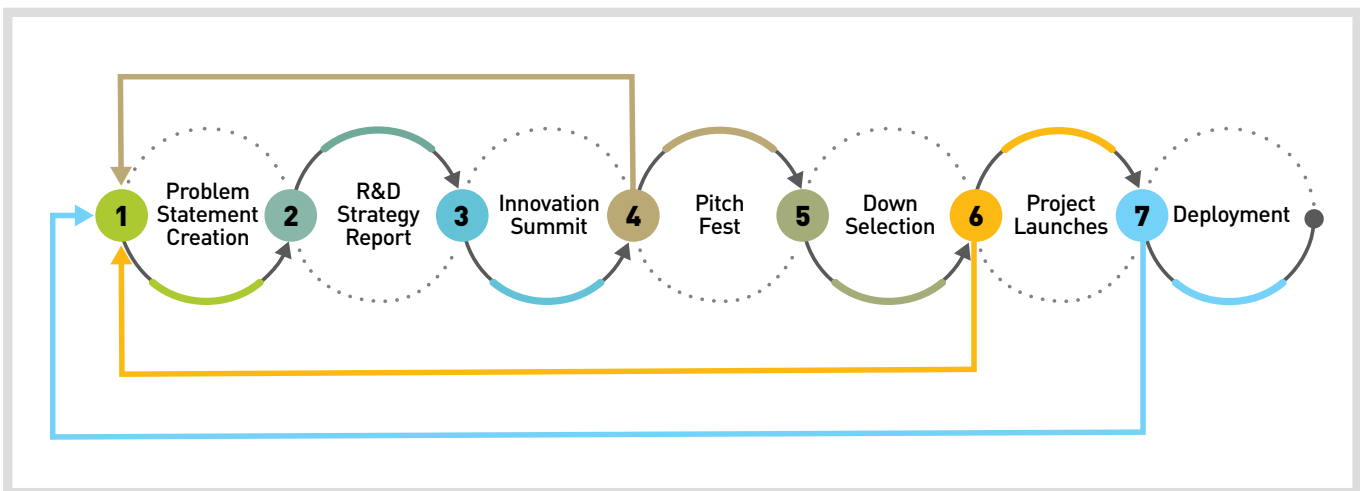 1
Problem
Statement
Creation
2
R&D
Strategy
Report
3
Innovation
Summit
4
Pitch
Fest
5
Down
Selection
6
Project
Launches
7
Deployment